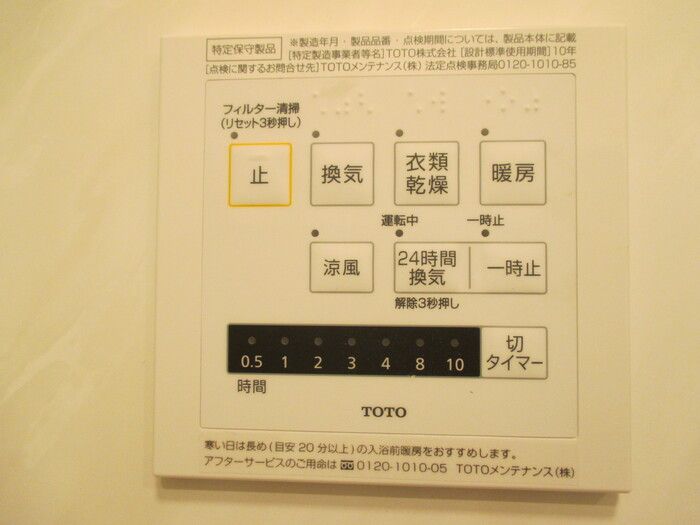 特定保守製品
※製造年月・製品品番・点検期間については、製品本体に記載
[特定製造事業者等名]TOTO株式会社 [設計標準使用期間]10年
[点検に関するお問合せ先]TOTOメンテナンス(株) 法定点検事務局0120-1010-85
フィルター清掃
(リセット3秒押し)
止
換気
衣類
乾燥
暖房
運転中
一時止
涼風
24時間
換気
一時止
解除3秒押し
0.5 1 2 3 4 8 10
切
タイマー
時間
TOTO
寒い日は長め(目安20分以上)の入浴前暖房をおすすめします。
アフターサービスのご用命は 0120-1010-05 TOTOメンテナンス(株)